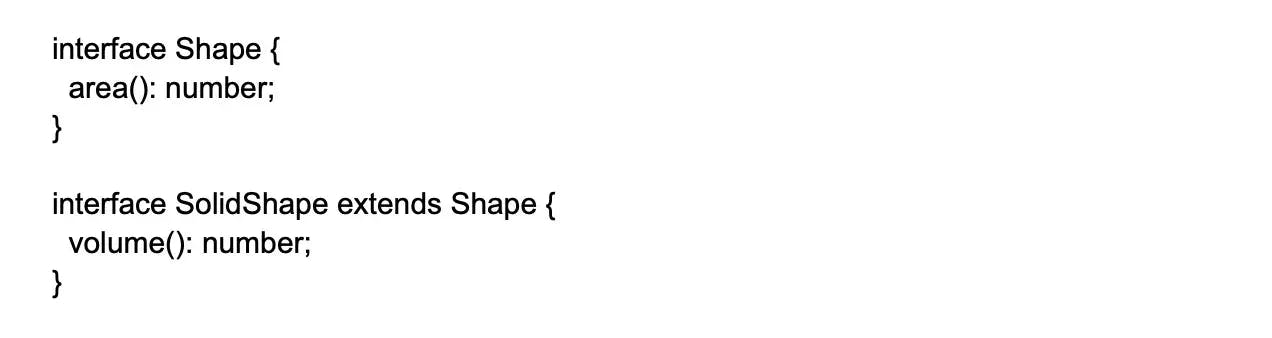 interface Shape {
  area(): number;
}

interface SolidShape extends Shape {
  volume(): number;
}